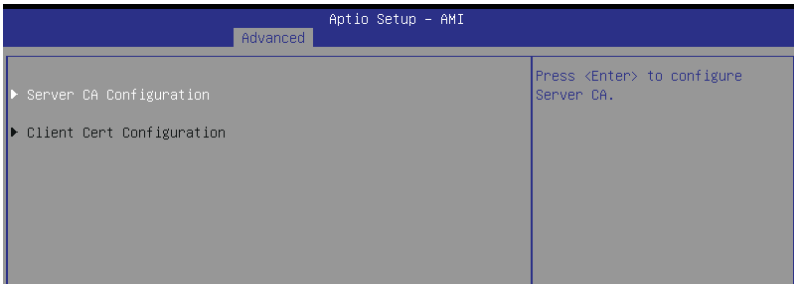 Aptio Setup – AMI
Advanced
Server CA Configuration
Client Cert Configuration
Press <Enter> to configure
Server CA.